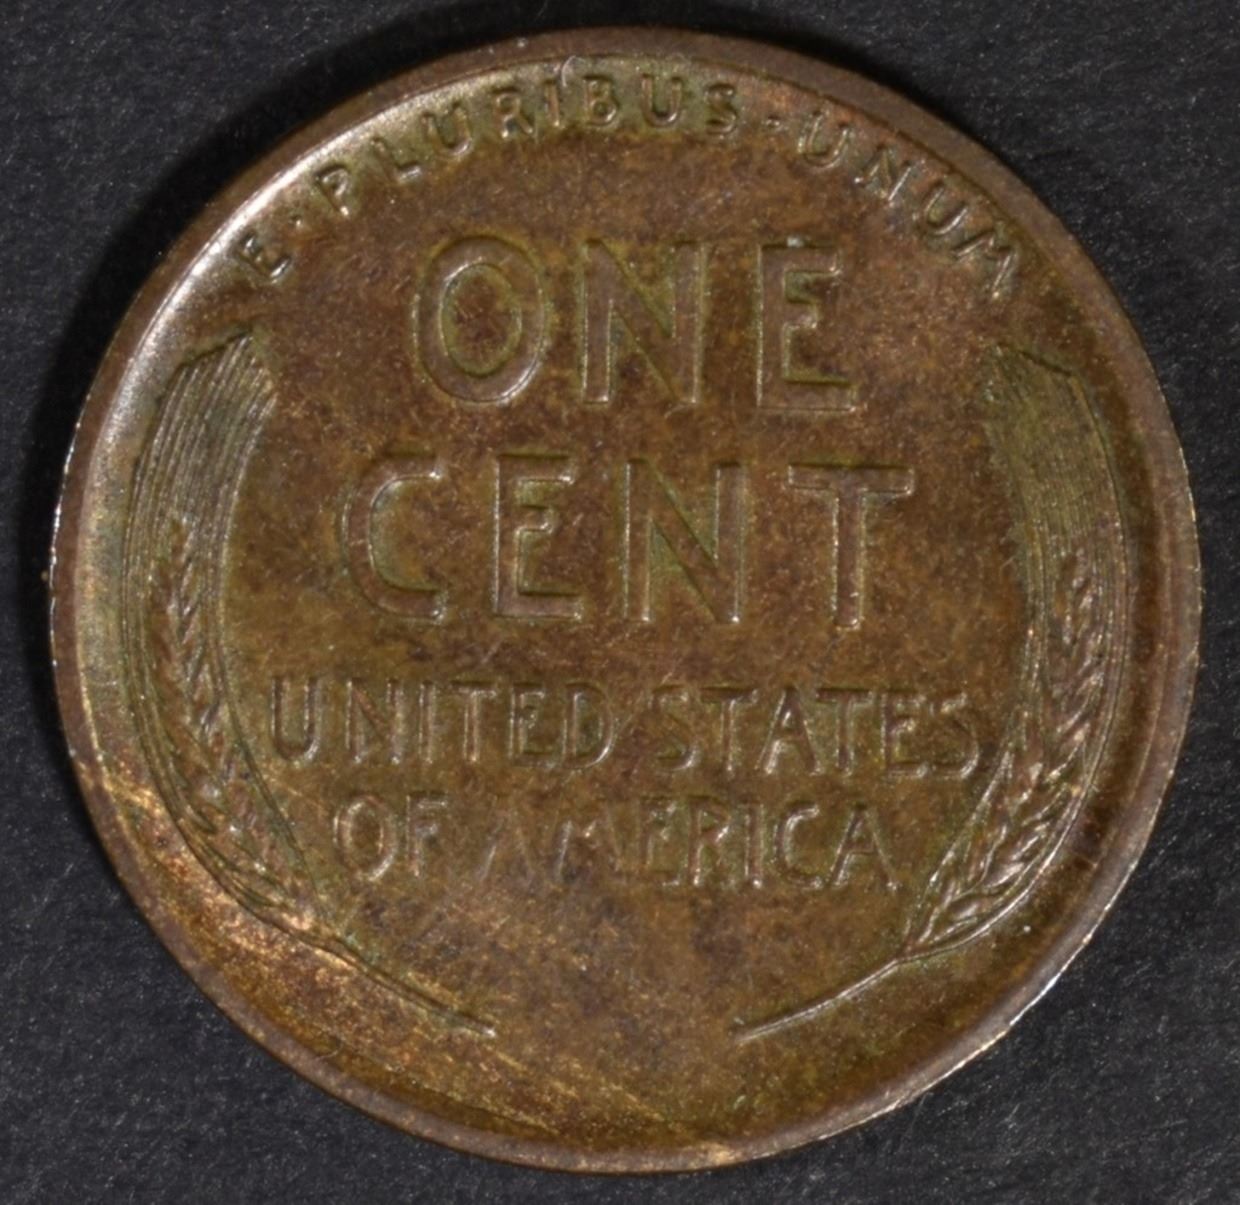 E·PLURIBUS·UNUM
ONE
CENT
UNITED STATES
OF AMERICA